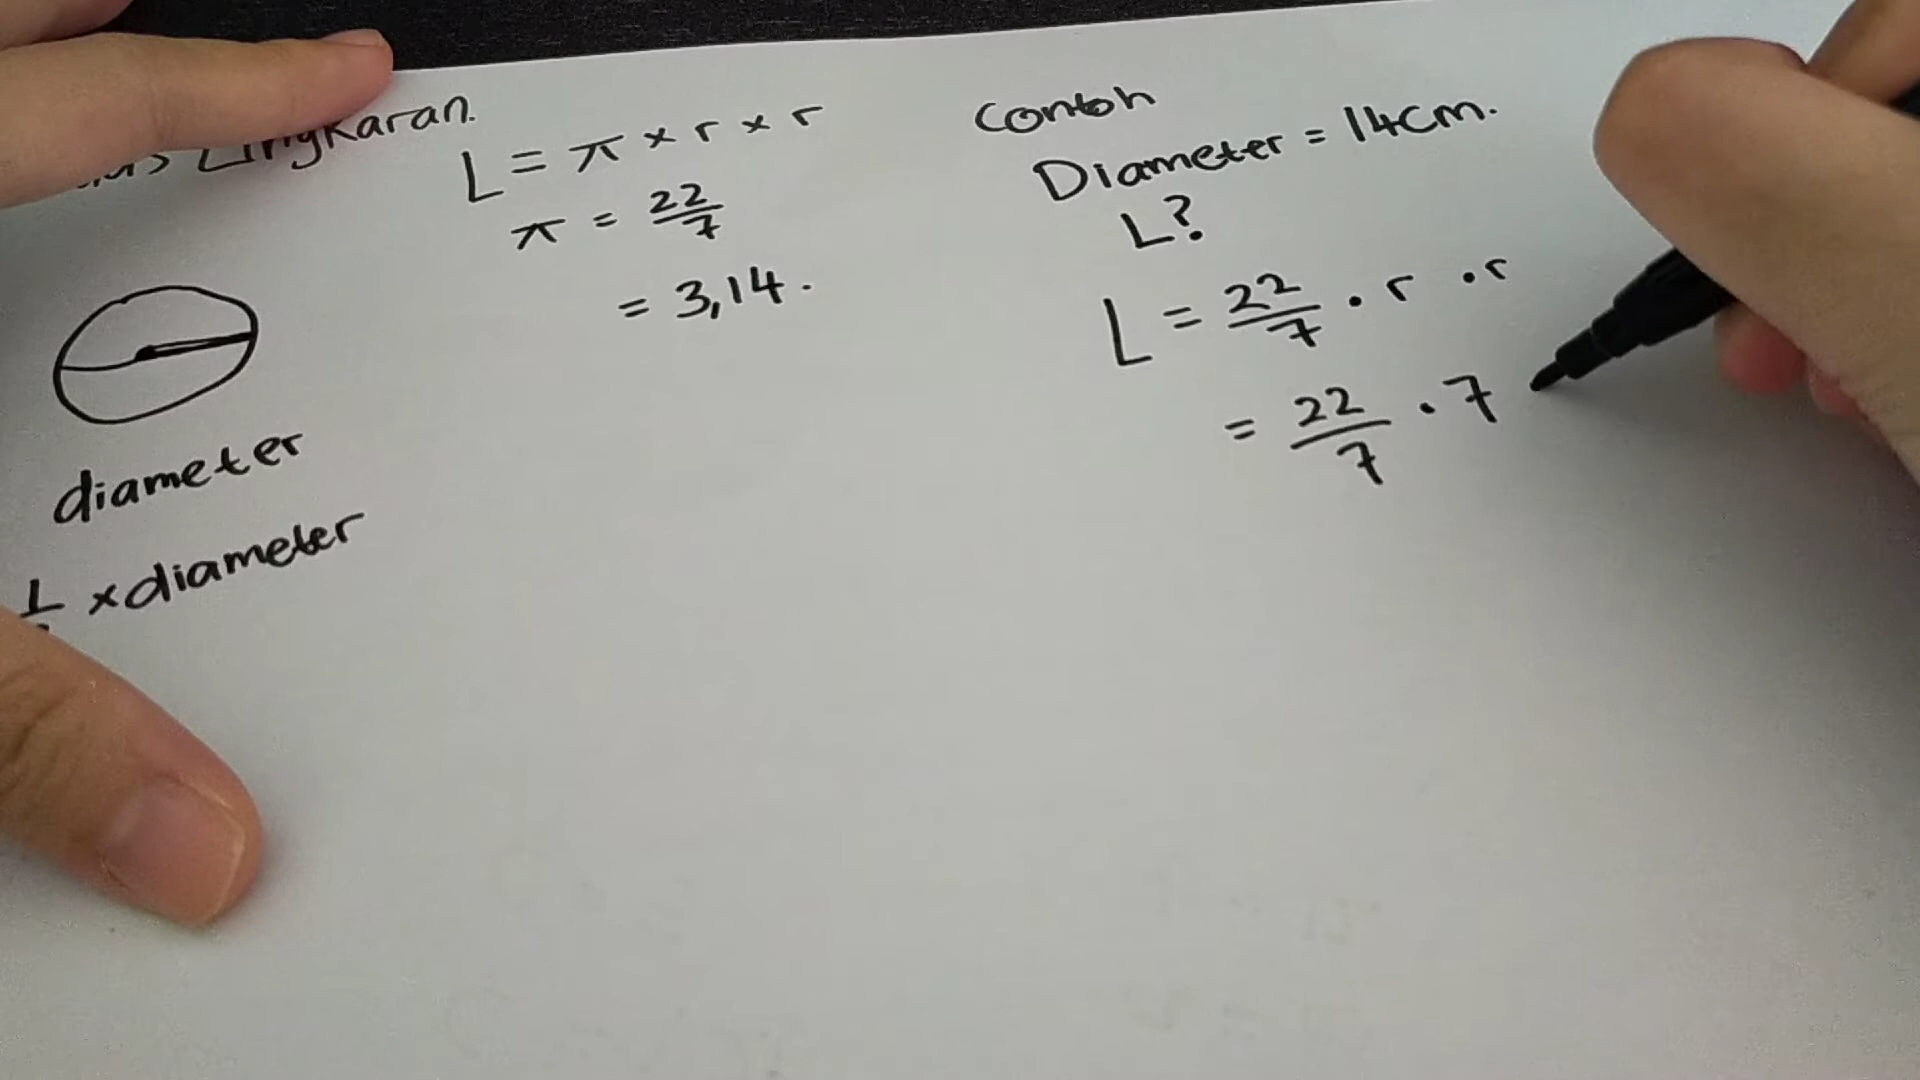 Lingkaran.
L = π × r × r
π = 22/7
= 3,14.
diameter
× diameter
Contoh
Diameter = 14cm.
L?
L = 22/7 · r · r
= 22/7 · 7